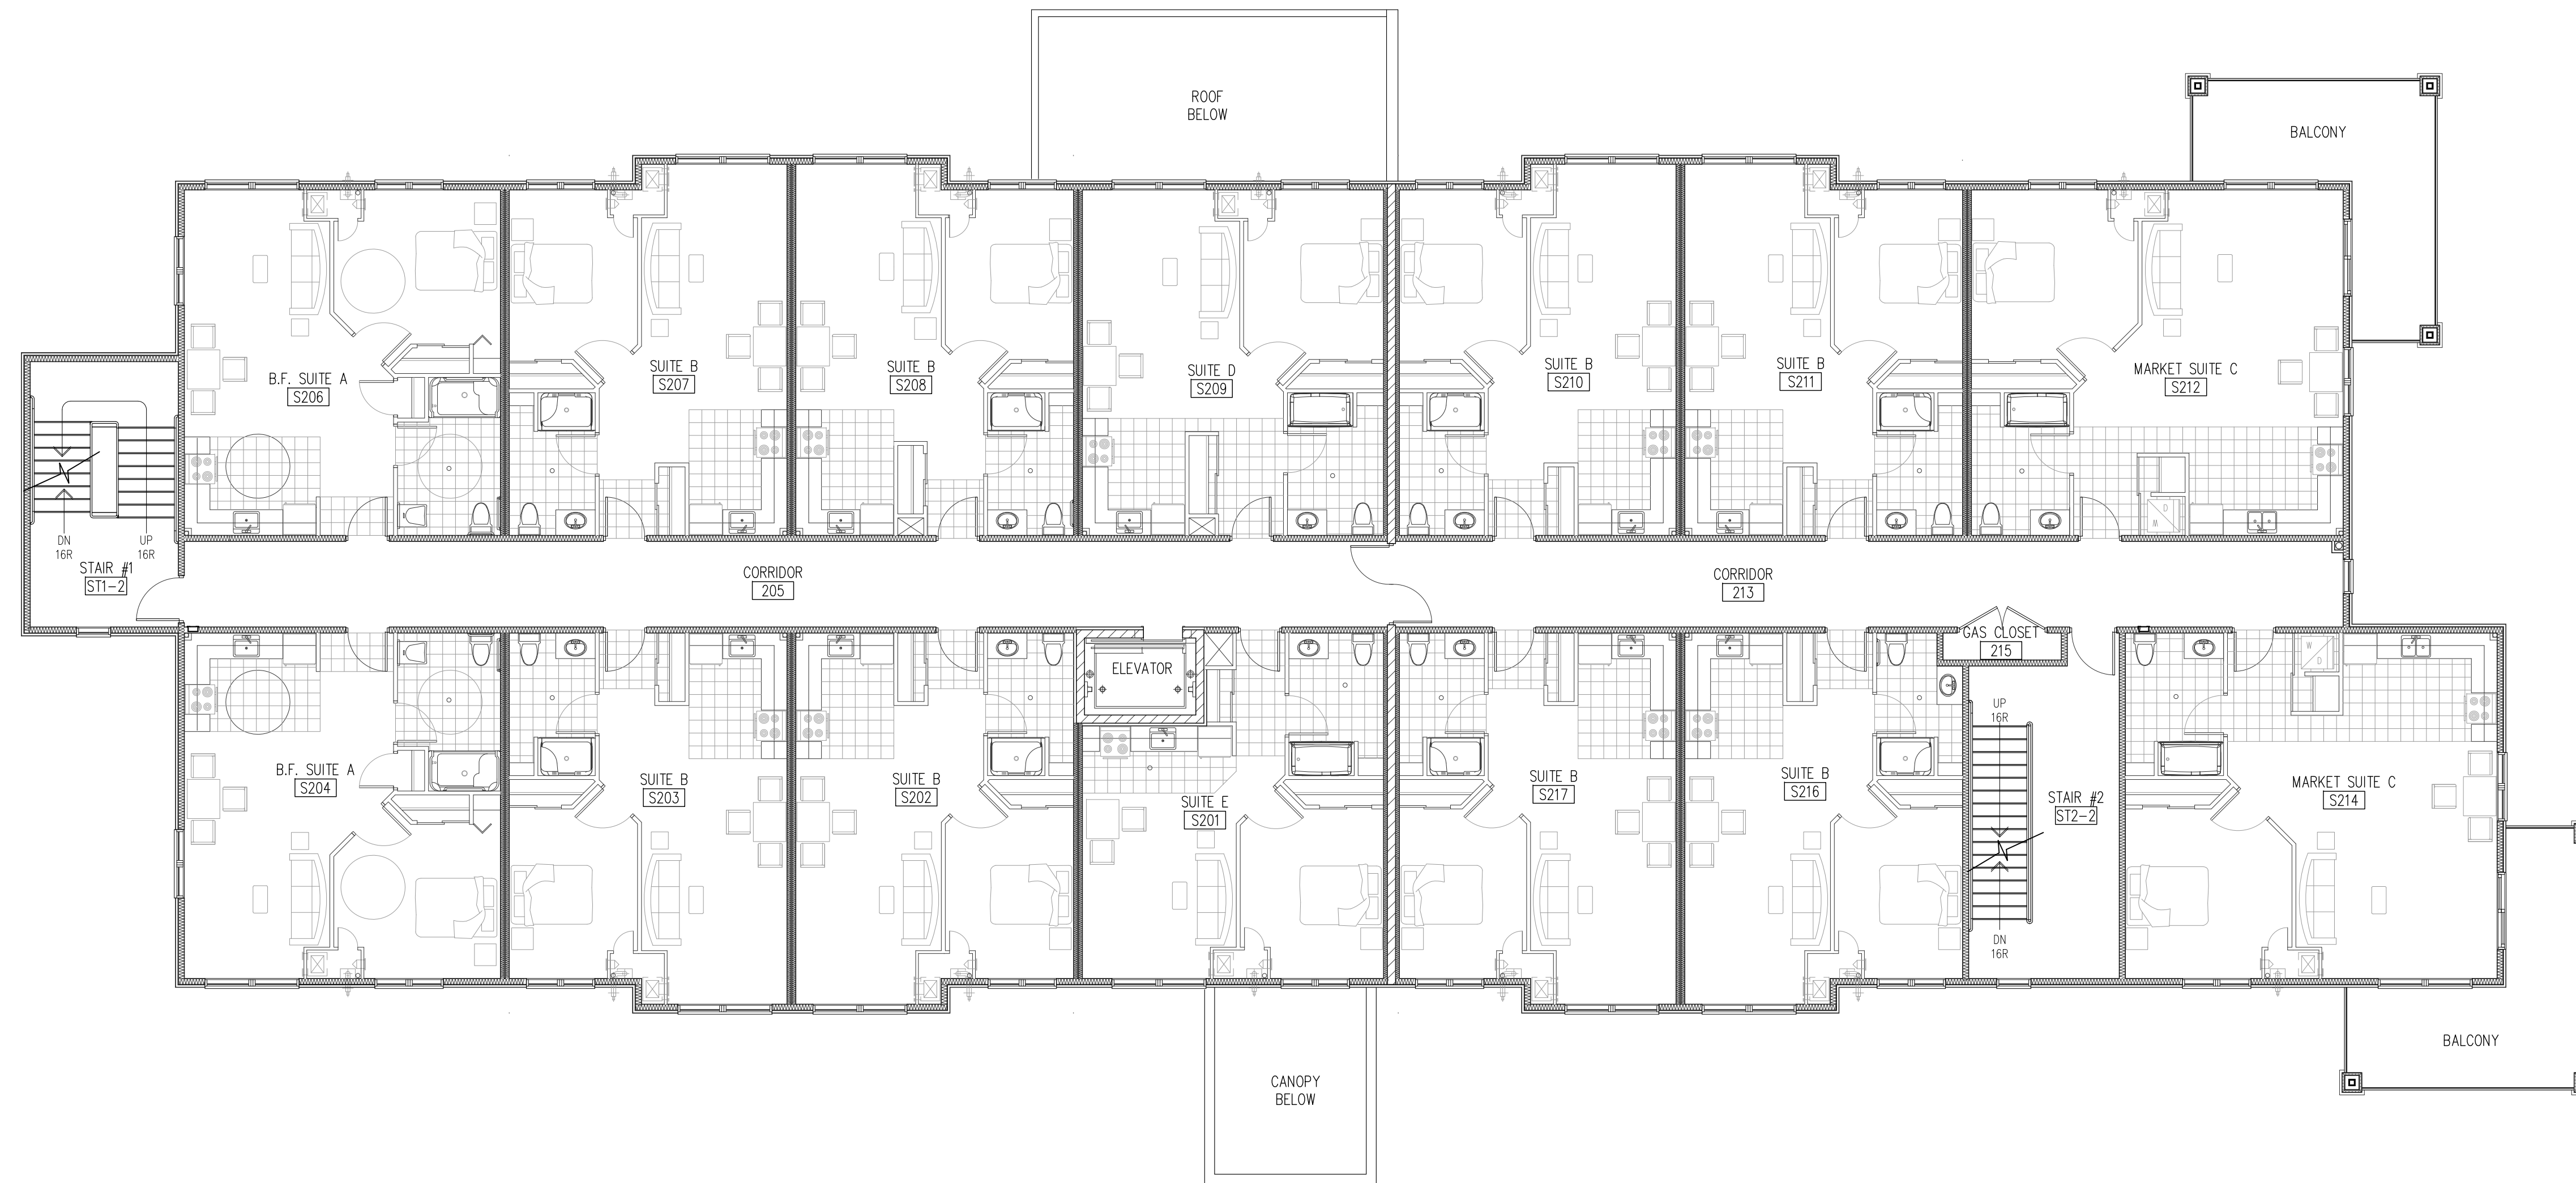 ROOF
BELOW
BALCONY
B.F. SUITE A
S206
SUITE B
S207
SUITE B
S208
SUITE D
S209
SUITE B
S210
SUITE B
S211
MARKET SUITE C
S212
D
W
DN
16R
UP
16R
STAIR #1
ST1-2
CORRIDOR
205
CORRIDOR
213
GAS CLOSET
215
ELEVATOR
W
D
UP
16R
B.F. SUITE A
S204
SUITE B
S203
SUITE B
S202
SUITE E
S201
SUITE B
S217
SUITE B
S216
STAIR #2
ST2-2
MARKET SUITE C
S214
DN
16R
BALCONY
CANOPY
BELOW